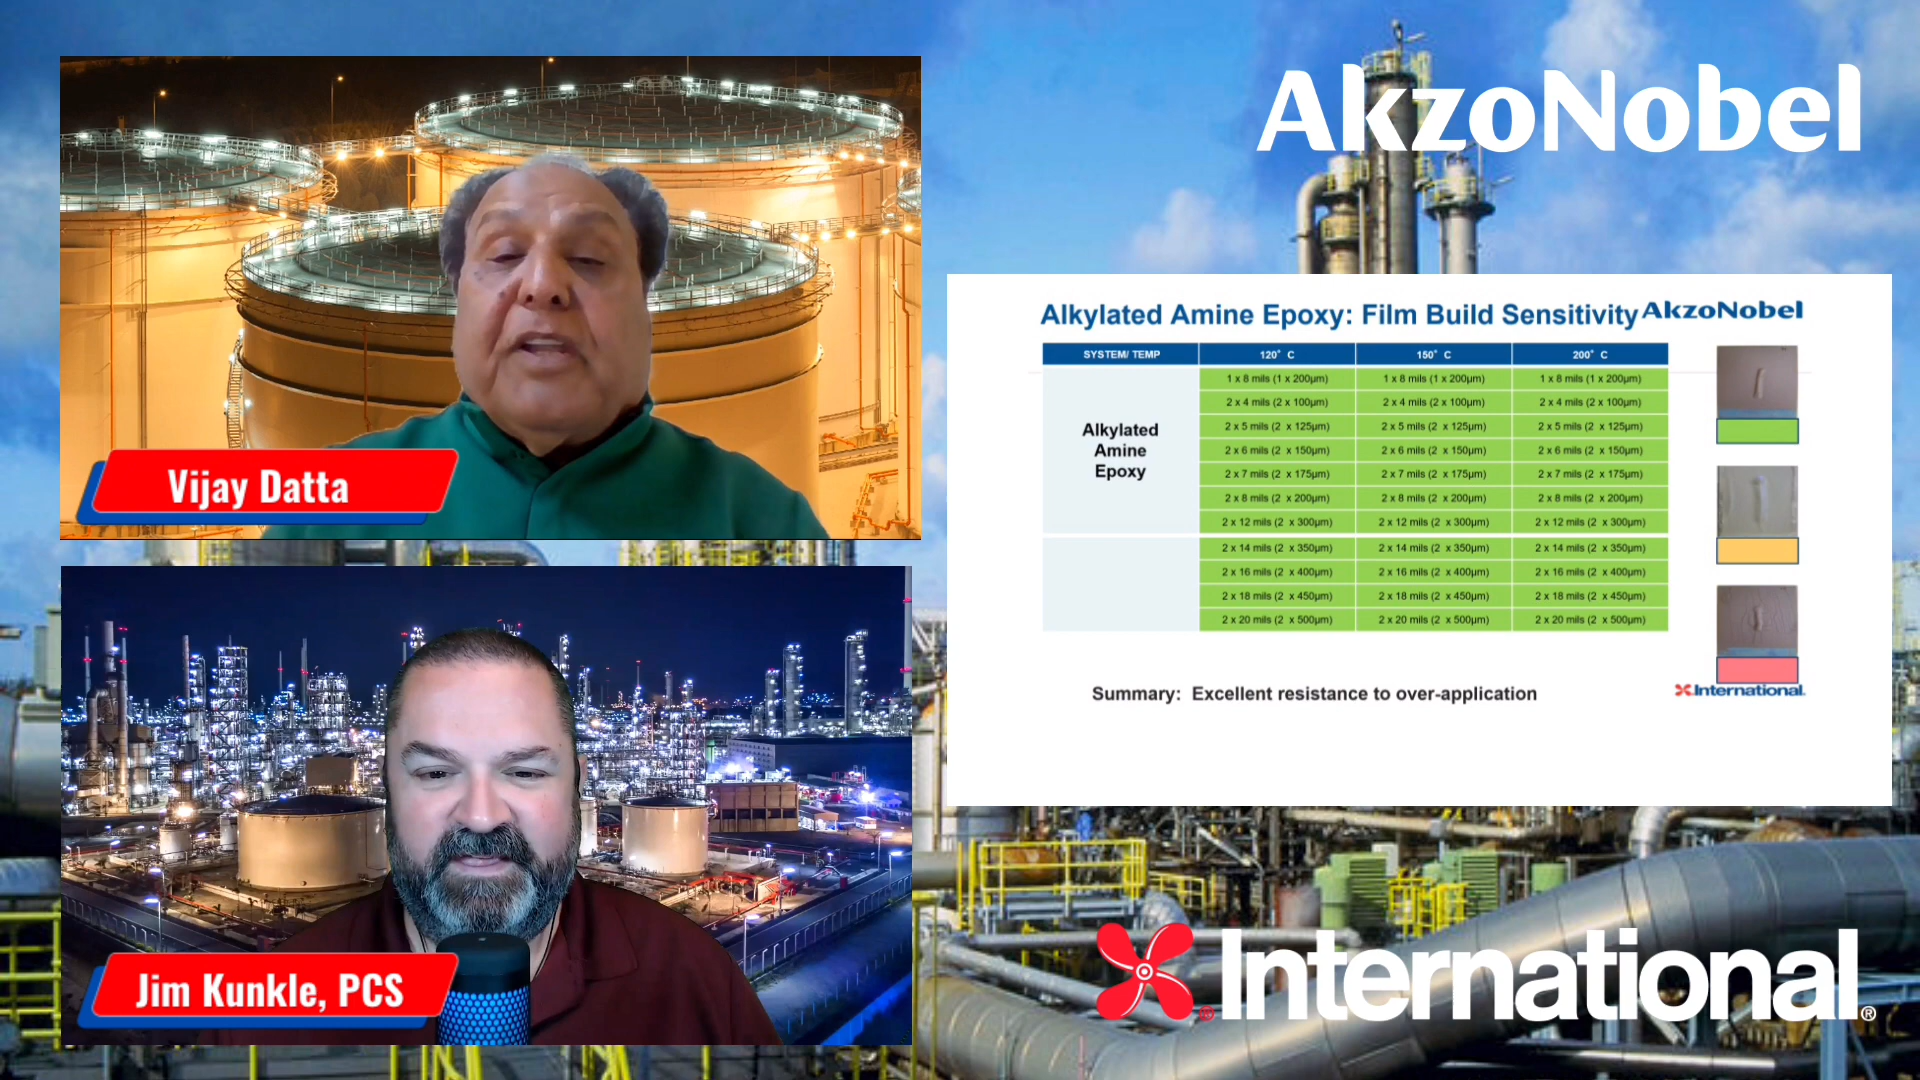 AkzoNobel
Vijay Datta
Jim Kunkle, PCS
Alkylated Amine Epoxy: Film Build Sensitivity AkzoNobel
SYSTEM/ TEMP 120° C 150° C 200° C
Alkylated
Amine
Epoxy
1 x 8 mils (1 x 200µm) 1 x 8 mils (1 x 200µm) 1 x 8 mils (1 x 200µm)
2 x 4 mils (2 x 100µm) 2 x 4 mils (2 x 100µm) 2 x 4 mils (2 x 100µm)
2 x 5 mils (2 x 125µm) 2 x 5 mils (2 x 125µm) 2 x 5 mils (2 x 125µm)
2 x 6 mils (2 x 150µm) 2 x 6 mils (2 x 150µm) 2 x 6 mils (2 x 150µm)
2 x 7 mils (2 x 175µm) 2 x 7 mils (2 x 175µm) 2 x 7 mils (2 x 175µm)
2 x 8 mils (2 x 200µm) 2 x 8 mils (2 x 200µm) 2 x 8 mils (2 x 200µm)
2 x 12 mils (2 x 300µm) 2 x 12 mils (2 x 300µm) 2 x 12 mils (2 x 300µm)
2 x 14 mils (2 x 350µm) 2 x 14 mils (2 x 350µm) 2 x 14 mils (2 x 350µm)
2 x 16 mils (2 x 400µm) 2 x 16 mils (2 x 400µm) 2 x 16 mils (2 x 400µm)
2 x 18 mils (2 x 450µm) 2 x 18 mils (2 x 450µm) 2 x 18 mils (2 x 450µm)
2 x 20 mils (2 x 500µm) 2 x 20 mils (2 x 500µm) 2 x 20 mils (2 x 500µm)
Summary: Excellent resistance to over-application
International.
International®